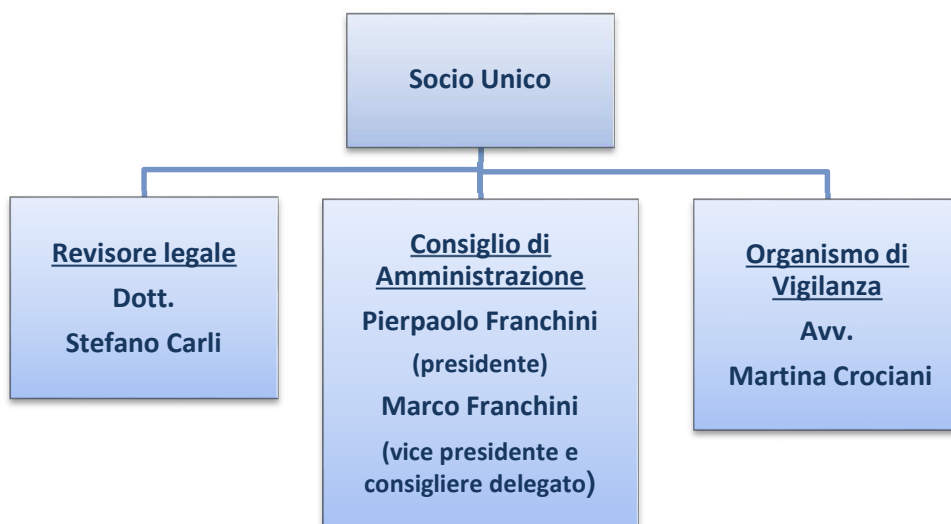 Socio Unico
Revisore legale
Dott.
Stefano Carli
Consiglio di
Amministrazione
Pierpaolo Franchini
(presidente)
Marco Franchini
(vice presidente e
consigliere delegato)
Organismo di
Vigilanza
Avv.
Martina Crociani